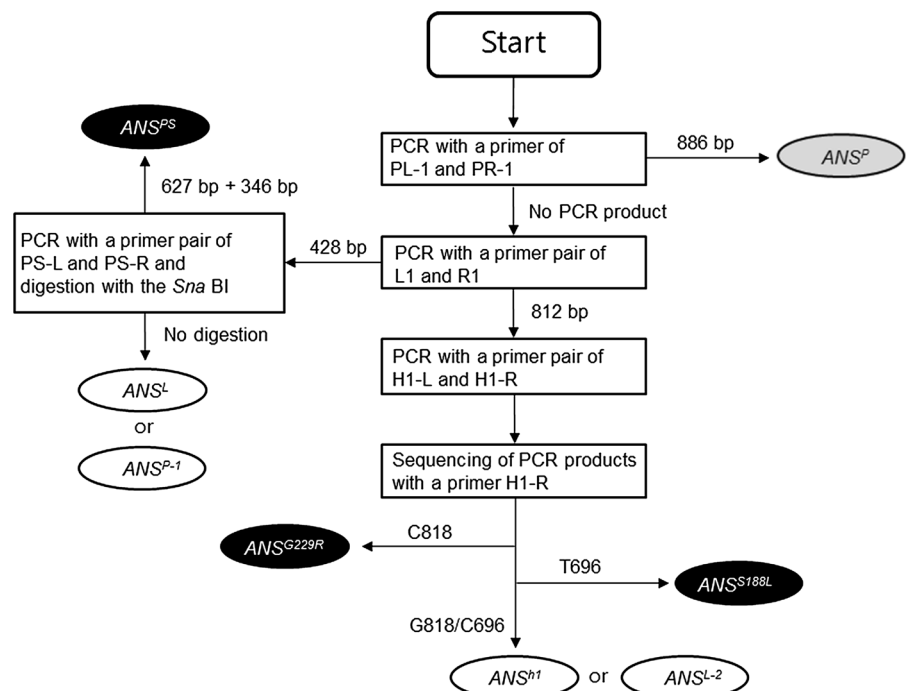 Start
PCR with a primer of
PL-1 and PR-1
886 bp
ANS^P
No PCR product
PCR with a primer pair of
L1 and R1
428 bp
PCR with a primer pair of
PS-L and PS-R and
digestion with the Sna BI
627 bp + 346 bp
ANS^PS
No digestion
ANS^L
or
ANS^P-1
812 bp
PCR with a primer pair of
H1-L and H1-R
Sequencing of PCR products
with a primer H1-R
C818
ANS^G229R
T696
ANS^S188L
G818/C696
ANS^h1 or ANS^L-2